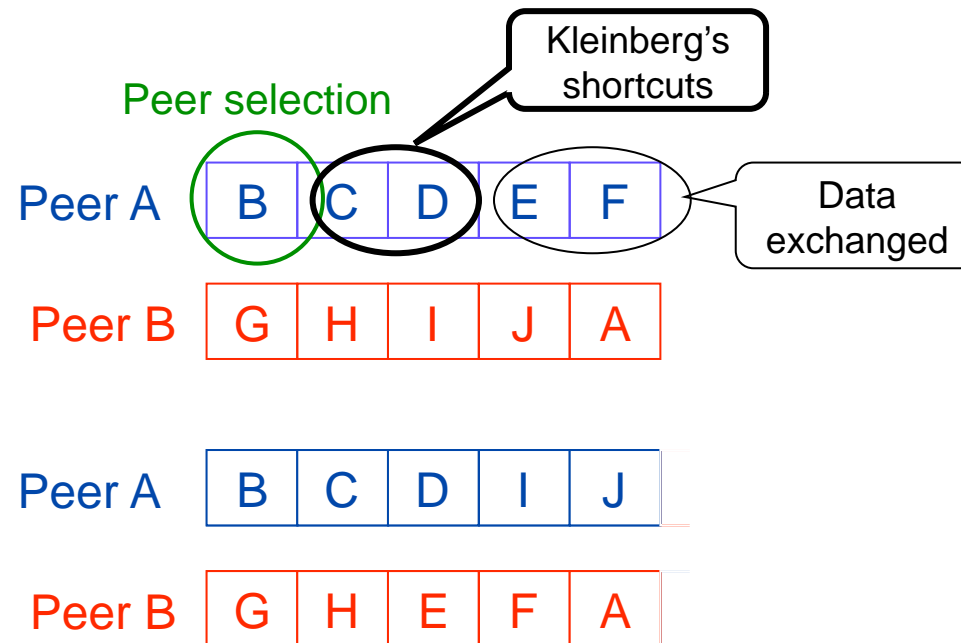 Kleinberg's
shortcuts
Peer selection
Peer A B C D E F
Data
exchanged
Peer B G H I J A
Peer A B C D I J
Peer B G H E F A